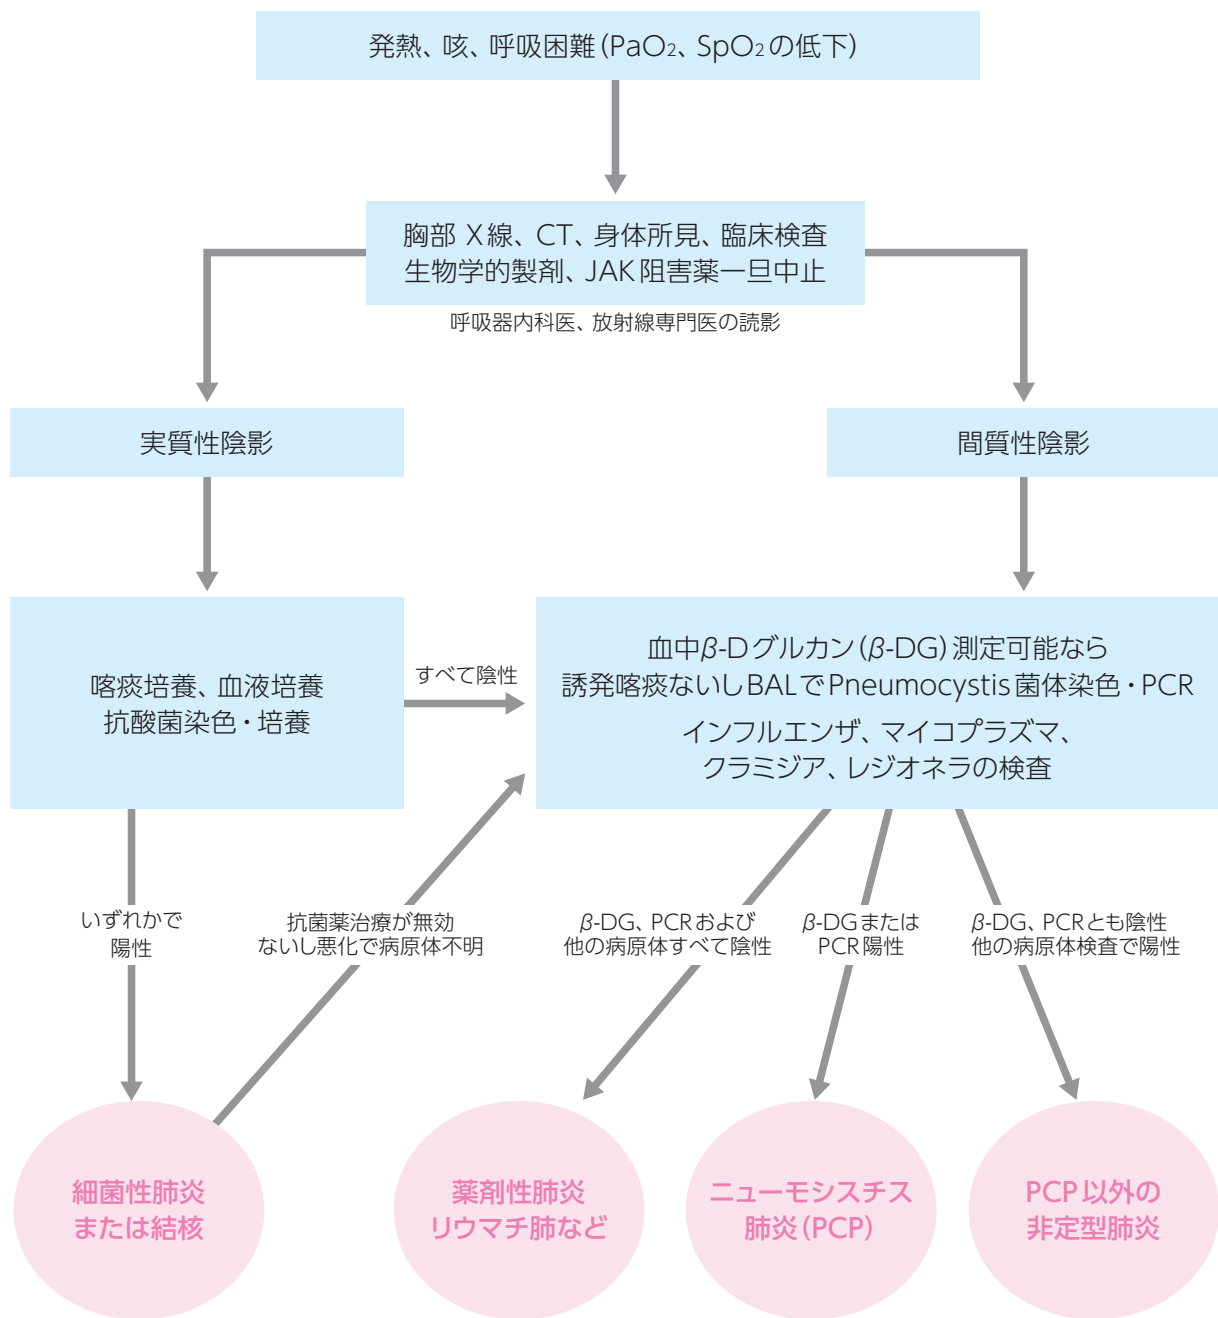 発熱、咳、呼吸困難(PaO₂、SpO₂の低下)
胸部 X線、CT、身体所見、臨床検査
生物学的製剤、JAK阻害薬一旦中止
呼吸器内科医、放射線専門医の読影
実質性陰影
間質性陰影
喀痰培養、血液培養
抗酸菌染色・培養
すべて陰性
血中β-Dグルカン(β-DG)測定可能なら
誘発喀痰ないしBALでPneumocystis菌体染色・PCR
インフルエンザ、マイコプラズマ、
クラミジア、レジオネラの検査
いずれかで
陽性
抗菌薬治療が無効
ないし悪化で病原体不明
β-DG、PCRおよび
他の病原体すべて陰性
β-DGまたは
PCR陽性
β-DG、PCRとも陰性
他の病原体検査で陽性
細菌性肺炎
または結核
薬剤性肺炎
リウマチ肺など
ニューモシスチス
肺炎(PCP)
PCP以外の
非定型肺炎